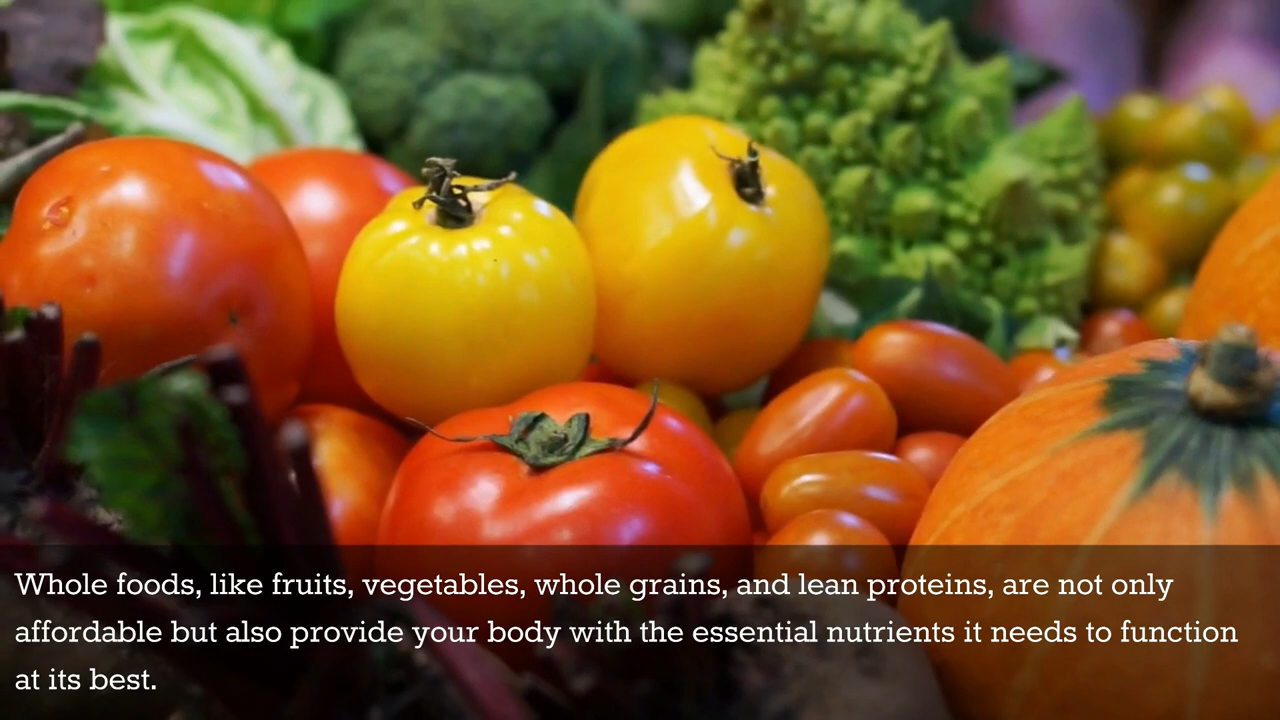 Whole foods, like fruits, vegetables, whole grains, and lean proteins, are not only
affordable but also provide your body with the essential nutrients it needs to function
at its best.